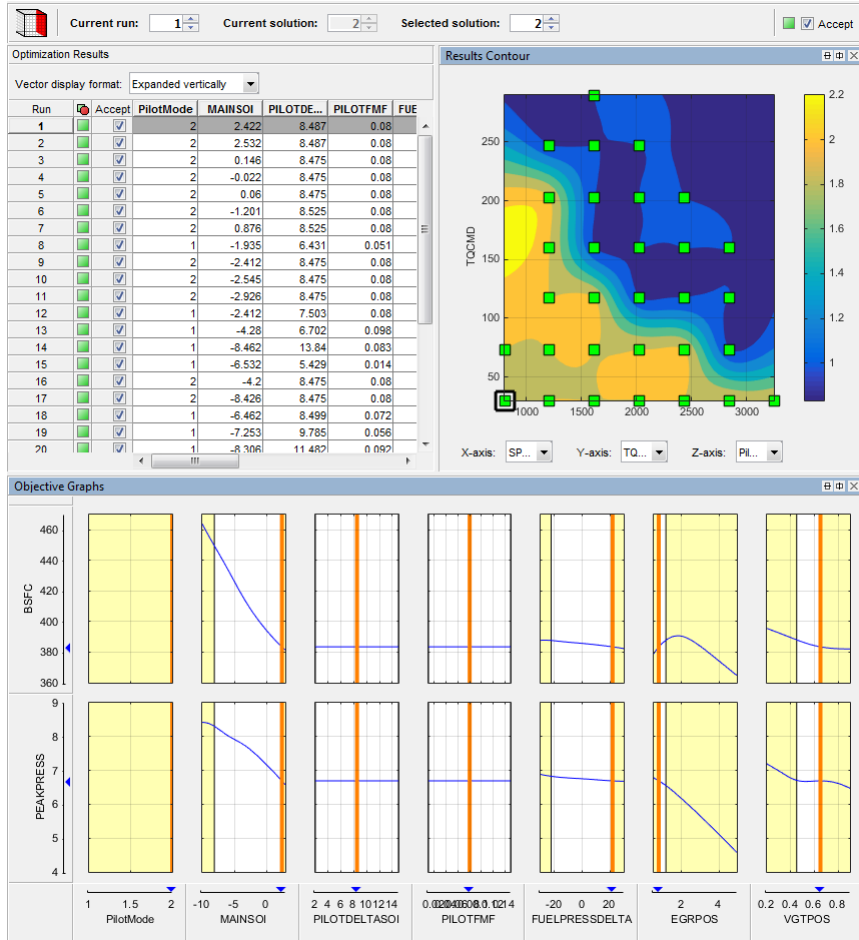 Current run: 1 Current solution: 2 Selected solution: 2 Accept
Optimization Results
Vector display format: Expanded vertically
Run Accept PilotMode MAINSOI PILOTDE... PILOTFMF FUE
1 2 2.422 8.487 0.08
2 2 2.532 8.487 0.08
3 2 0.146 8.475 0.08
4 2 -0.022 8.475 0.08
5 2 0.06 8.475 0.08
6 2 -1.201 8.525 0.08
7 2 0.876 8.525 0.08
8 1 -1.935 6.431 0.051
9 2 -2.412 8.475 0.08
10 2 -2.545 8.475 0.08
11 2 -2.926 8.475 0.08
12 1 -2.412 7.503 0.08
13 1 -4.28 6.702 0.098
14 1 -8.462 13.84 0.083
15 1 -6.532 5.429 0.014
16 2 -4.2 8.475 0.08
17 2 -8.426 8.475 0.08
18 1 -6.462 8.499 0.072
19 1 -7.253 9.785 0.056
20 1 -8.306 11.482 0.092
Results Contour
TQCMD
250
200
150
100
50
1000 1500 2000 2500 3000
2.2
2
1.8
1.6
1.4
1.2
1
X-axis: SP... Y-axis: TQ... Z-axis: Pil...
Objective Graphs
BSFC
460
440
420
400
380
360
PEAKPRESS
9
8
7
6
5
4
1 1.5 2
PilotMode
-10 -5 0
MAINSOI
2 4 6 8 10 12 14
PILOTDELTASOI
PILOTFMF
-20 0 20
FUELPRESSDELTA
2 4
EGRPOS
0.2 0.4 0.6 0.8
VGTPOS